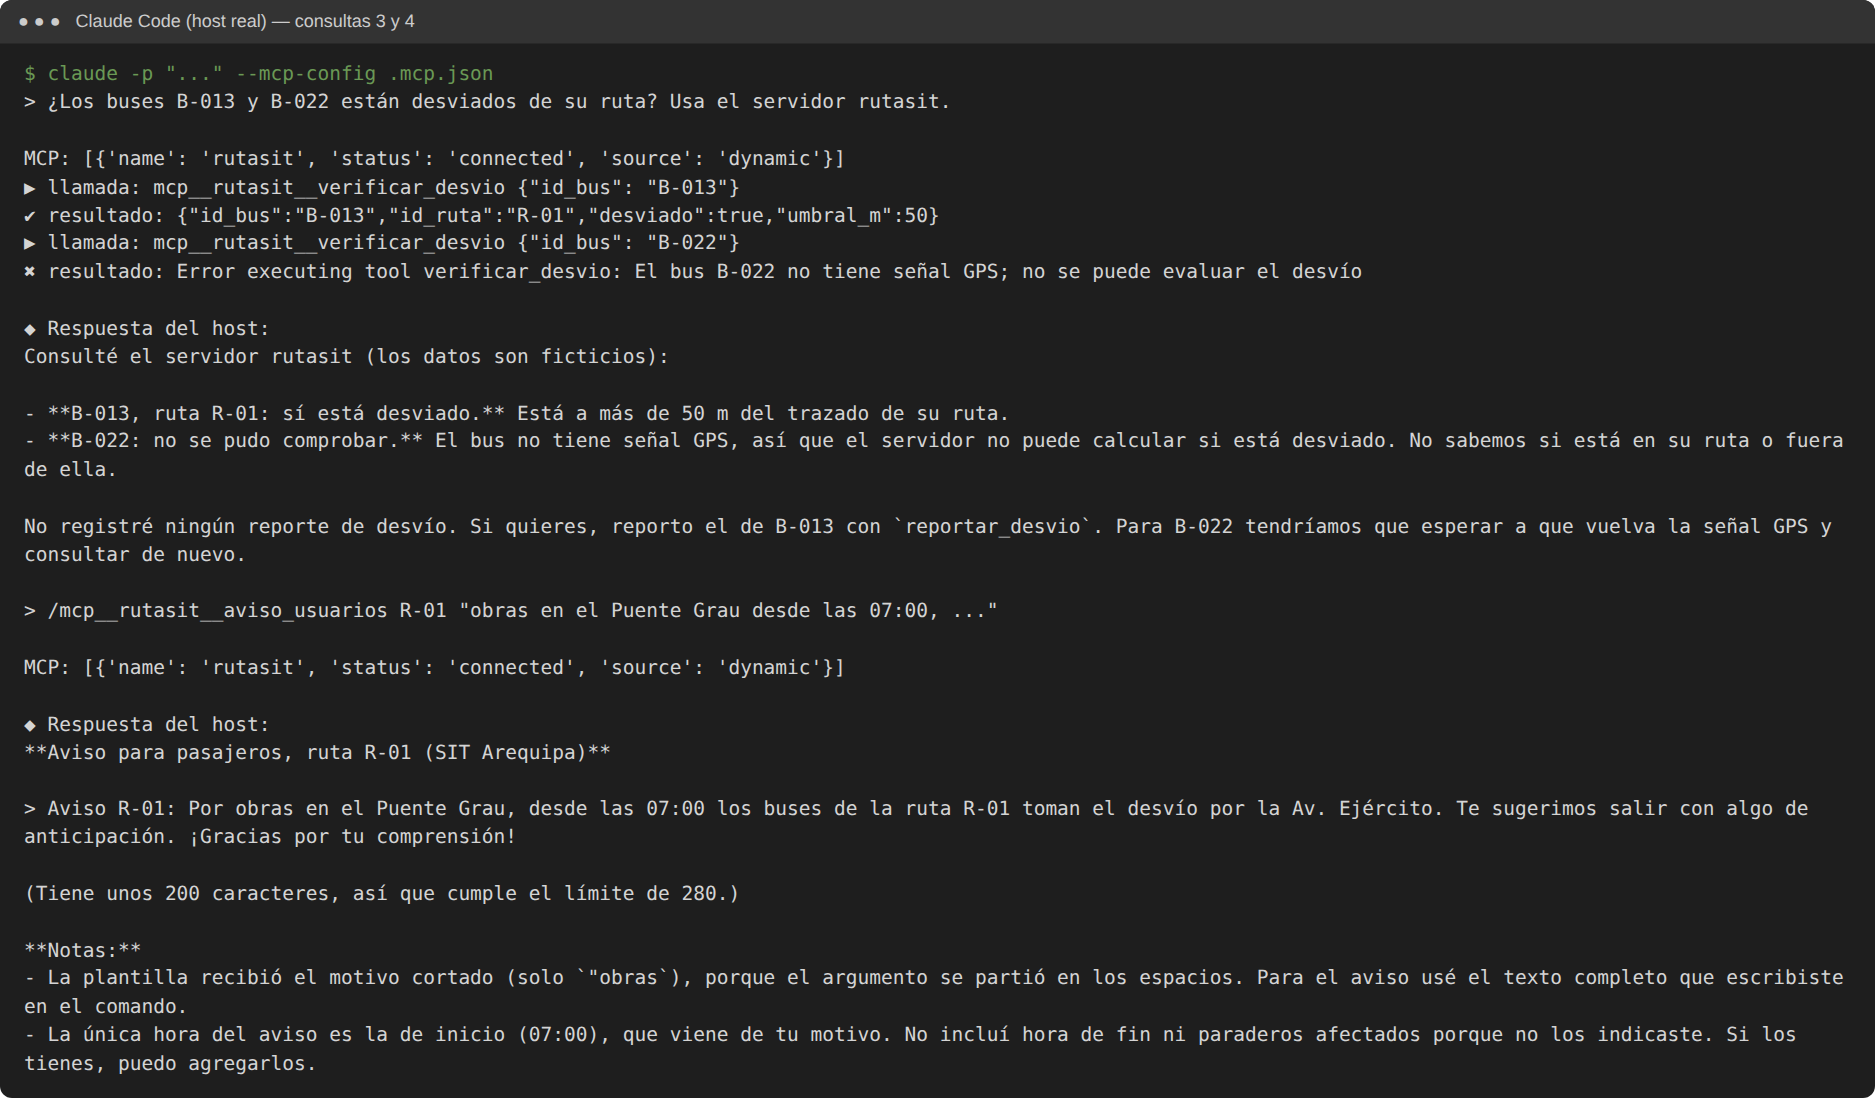 ●●● Claude Code (host real) — consultas 3 y 4
$ claude -p "..." --mcp-config .mcp.json
> ¿Los buses B-013 y B-022 están desviados de su ruta? Usa el servidor rutasit.
MCP: [{'name': 'rutasit', 'status': 'connected', 'source': 'dynamic'}]
▶ llamada: mcp__rutasit__verificar_desvio {"id_bus": "B-013"}
✔ resultado: {"id_bus":"B-013","id_ruta":"R-01","desviado":true,"umbral_m":50}
▶ llamada: mcp__rutasit__verificar_desvio {"id_bus": "B-022"}
✖ resultado: Error executing tool verificar_desvio: El bus B-022 no tiene señal GPS; no se puede evaluar el desvío
◆ Respuesta del host:
Consulté el servidor rutasit (los datos son ficticios):
- **B-013, ruta R-01: sí está desviado.** Está a más de 50 m del trazado de su ruta.
- **B-022: no se pudo comprobar.** El bus no tiene señal GPS, así que el servidor no puede calcular si está desviado. No sabemos si está en su ruta o fuera
de ella.
No registré ningún reporte de desvío. Si quieres, reporto el de B-013 con `reportar_desvio`. Para B-022 tendríamos que esperar a que vuelva la señal GPS y
consultar de nuevo.
> /mcp__rutasit__aviso_usuarios R-01 "obras en el Puente Grau desde las 07:00, ..."
MCP: [{'name': 'rutasit', 'status': 'connected', 'source': 'dynamic'}]
◆ Respuesta del host:
**Aviso para pasajeros, ruta R-01 (SIT Arequipa)**
> Aviso R-01: Por obras en el Puente Grau, desde las 07:00 los buses de la ruta R-01 toman el desvío por la Av. Ejército. Te sugerimos salir con algo de
anticipación. ¡Gracias por tu comprensión!
(Tiene unos 200 caracteres, así que cumple el límite de 280.)
**Notas:**
- La plantilla recibió el motivo cortado (solo `"obras`), porque el argumento se partió en los espacios. Para el aviso usé el texto completo que escribiste
en el comando.
- La única hora del aviso es la de inicio (07:00), que viene de tu motivo. No incluí hora de fin ni paraderos afectados porque no los indicaste. Si los
tienes, puedo agregarlos.